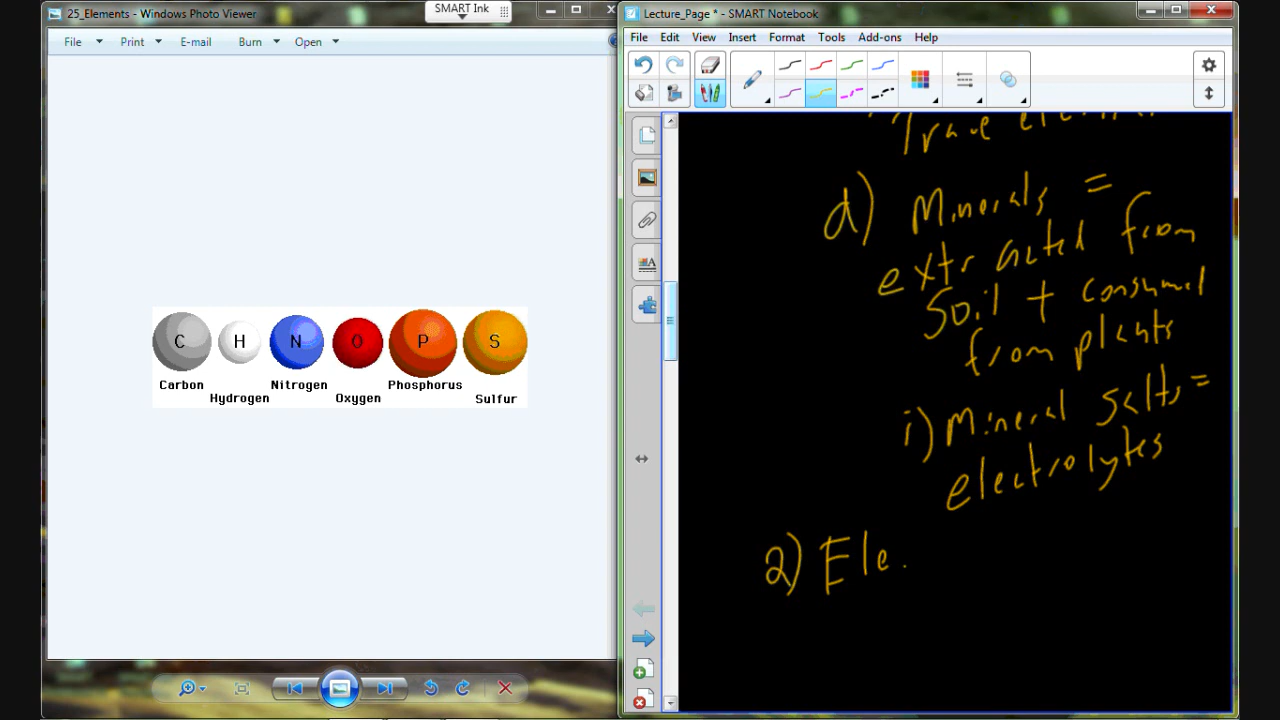 25_Elements - Windows Photo Viewer
SMART Ink
File Print E-mail Burn Open
C H N O P S
Carbon Nitrogen Phosphorus
Hydrogen Oxygen Sulfur
Lecture_Page * - SMART Notebook
File Edit View Insert Format Tools Add-ons Help
d) Minerals =
extracted from
soil + consumed
from plants
i) Mineral salts =
electrolytes
2) Ele